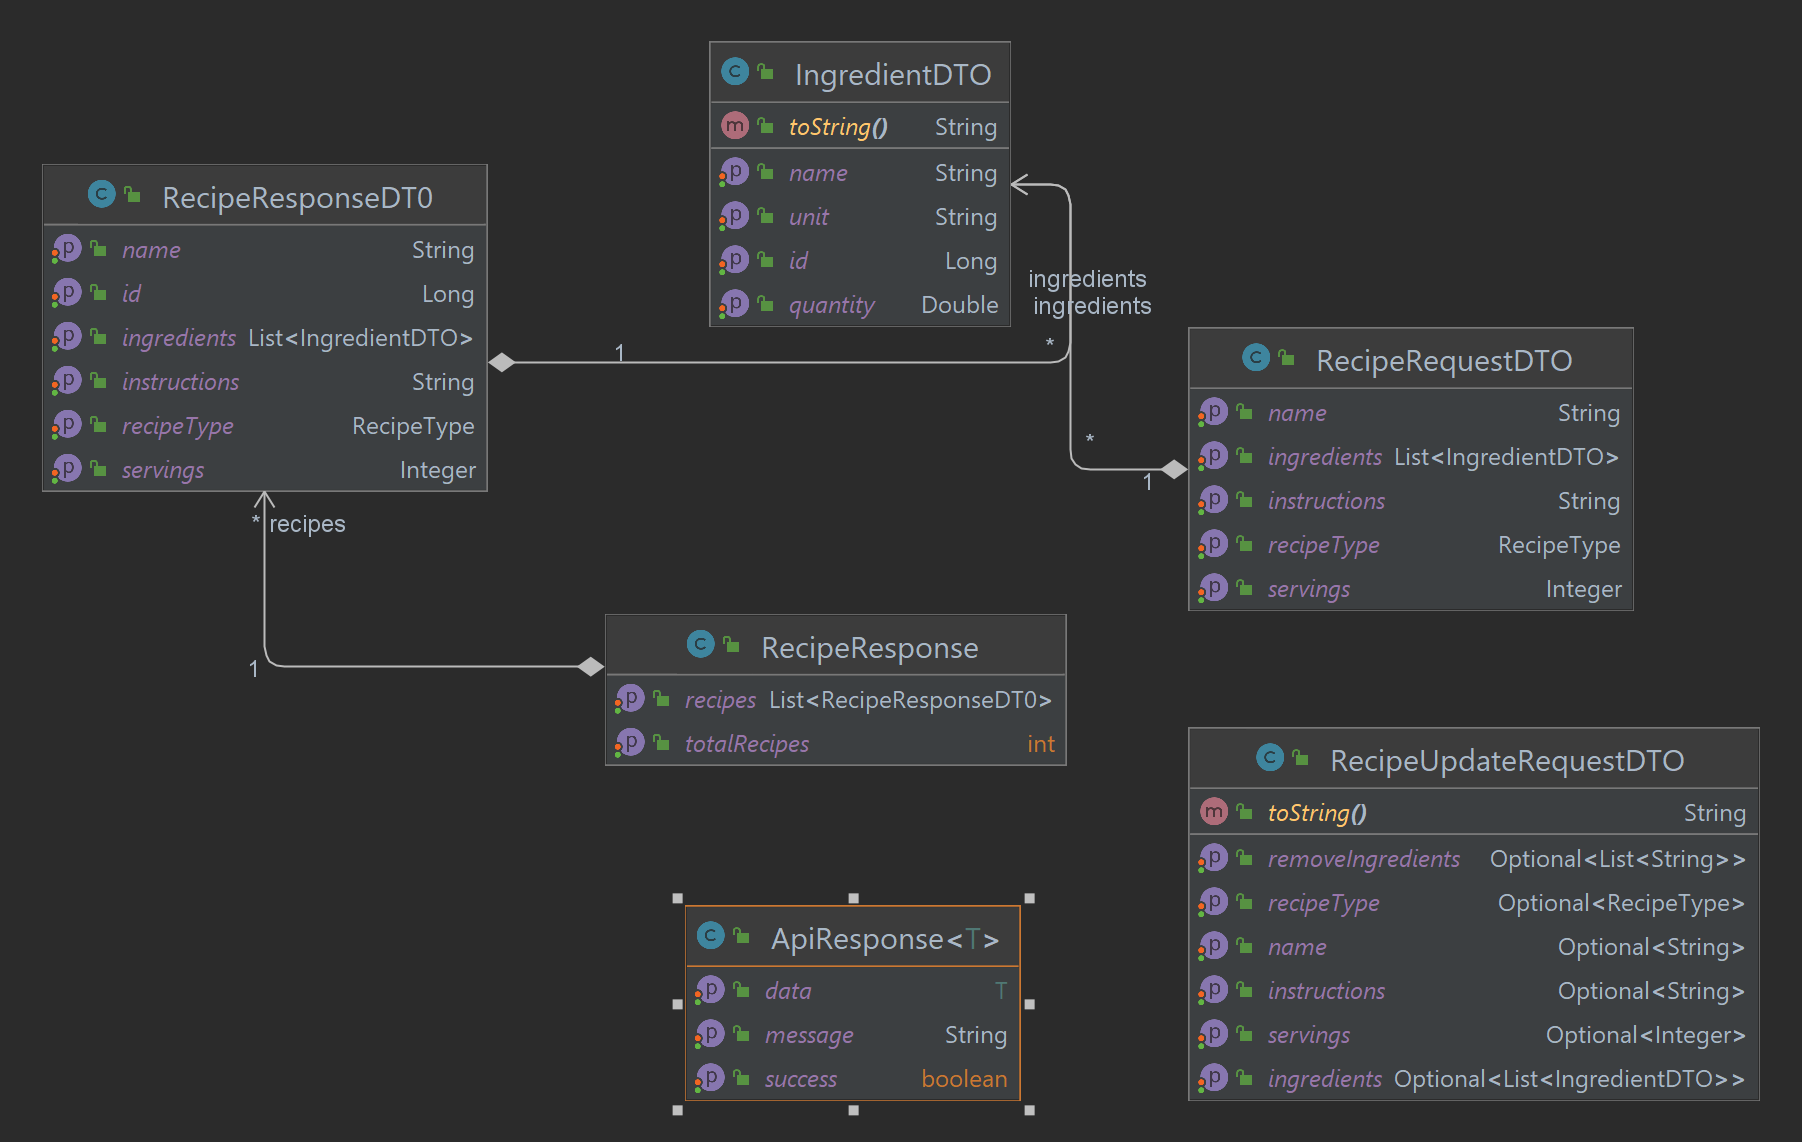 IngredientDTO
toString() String
name String
unit String
id Long
quantity Double
RecipeResponseDT0
name String
id Long
ingredients List<IngredientDTO>
instructions String
recipeType RecipeType
servings Integer
ingredients
ingredients
1
*
*
1
RecipeRequestDTO
name String
ingredients List<IngredientDTO>
instructions String
recipeType RecipeType
servings Integer
* recipes
1
RecipeResponse
recipes List<RecipeResponseDT0>
totalRecipes int
RecipeUpdateRequestDTO
toString() String
removeIngredients Optional<List<String>>
recipeType Optional<RecipeType>
name Optional<String>
instructions Optional<String>
servings Optional<Integer>
ingredients Optional<List<IngredientDTO>>
ApiResponse<T>
data T
message String
success boolean